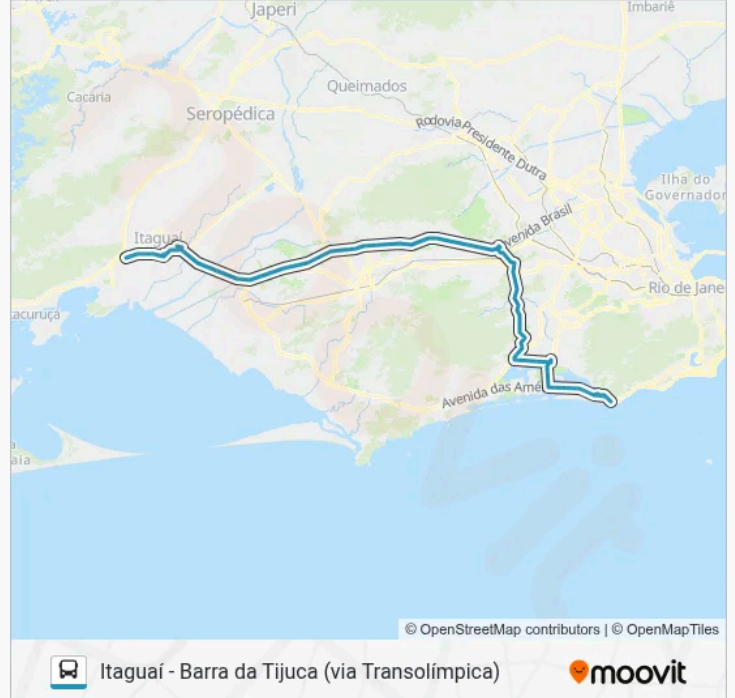 Japeri
Imbariê
Queimados
Cacaria
Seropédica
Rodovia Presidente Dutra
Ilha do
Governador
Avenida Brasil
Itaguaí
Rio de Jane
acuruçá
Avenida das Amé
a
aia
© OpenStreetMap contributors | © OpenMapTiles
Itaguaí - Barra da Tijuca (via Transolímpica)
moovit